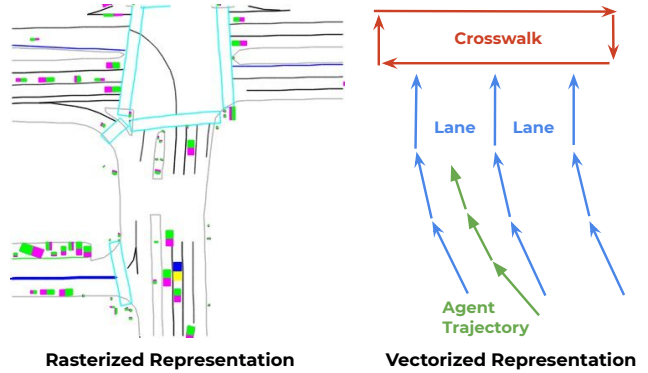 Crosswalk
Lane Lane
Agent
Trajectory
Rasterized Representation
Vectorized Representation